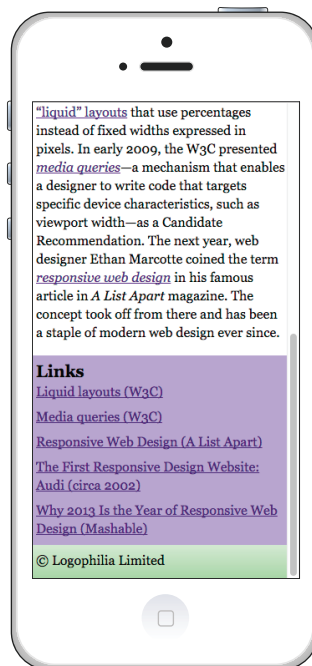 “liquid” layouts that use percentages
instead of fixed widths expressed in
pixels. In early 2009, the W3C presented
media queries—a mechanism that enables
a designer to write code that targets
specific device characteristics, such as
viewport width—as a Candidate
Recommendation. The next year, web
designer Ethan Marcotte coined the term
responsive web design in his famous
article in A List Apart magazine. The
concept took off from there and has been
a staple of modern web design ever since.
Links
Liquid layouts (W3C)
Media queries (W3C)
Responsive Web Design (A List Apart)
The First Responsive Design Website:
Audi (circa 2002)
Why 2013 Is the Year of Responsive Web
Design (Mashable)
© Logophilia Limited